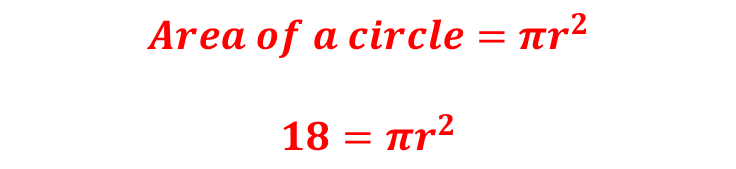 Area of a circle = πr²
18 = πr²